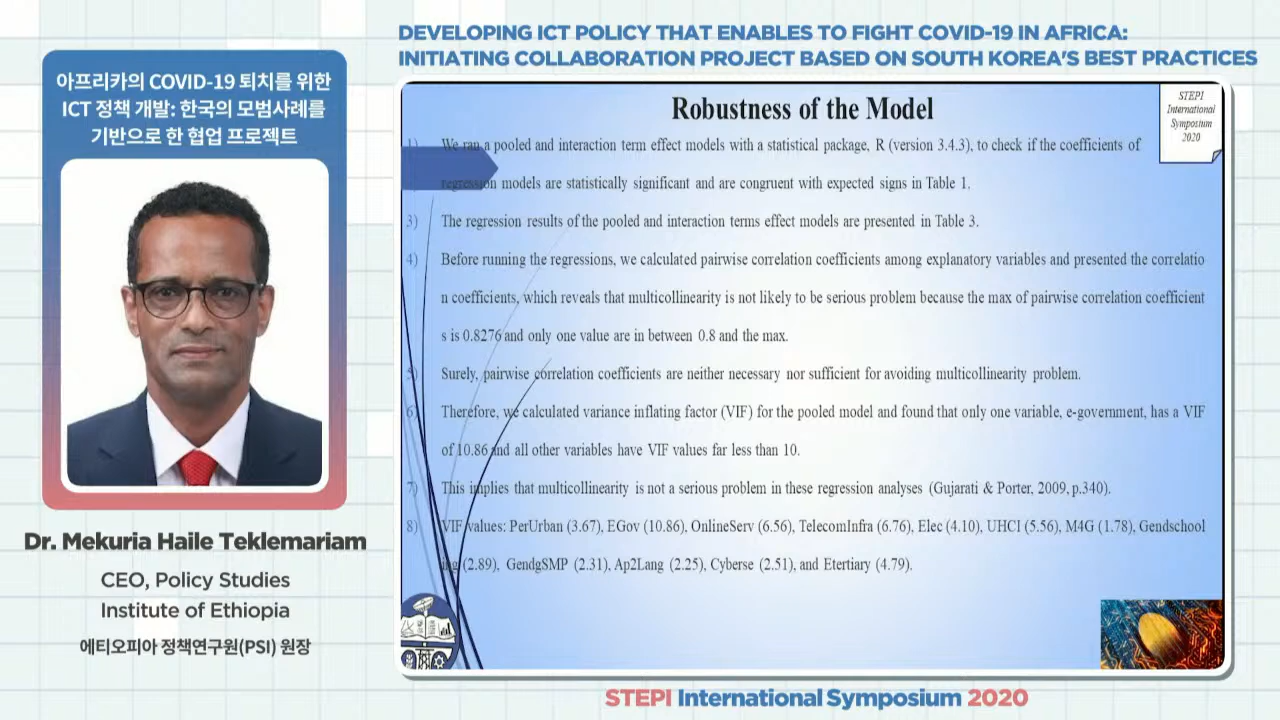 DEVELOPING ICT POLICY THAT ENABLES TO FIGHT COVID-19 IN AFRICA:
INITIATING COLLABORATION PROJECT BASED ON SOUTH KOREA'S BEST PRACTICES
아프리카의 COVID-19 퇴치를 위한
ICT 정책 개발: 한국의 모범사례를
기반으로 한 협업 프로젝트
Dr. Mekuria Haile Teklemariam
CEO, Policy Studies
Institute of Ethiopia
에티오피아 정책연구원(PSI) 원장
Robustness of the Model
STEPI
International
Symposium
2020
1) We ran a pooled and interaction term effect models with a statistical package, R (version 3.4.3), to check if the coefficients of
regression models are statistically significant and are congruent with expected signs in Table 1.
3) The regression results of the pooled and interaction terms effect models are presented in Table 3.
4) Before running the regressions, we calculated pairwise correlation coefficients among explanatory variables and presented the correlatio
n coefficients, which reveals that multicollinearity is not likely to be serious problem because the max of pairwise correlation coefficient
s is 0.8276 and only one value are in between 0.8 and the max.
5) Surely, pairwise correlation coefficients are neither necessary nor sufficient for avoiding multicollinearity problem.
6) Therefore, we calculated variance inflating factor (VIF) for the pooled model and found that only one variable, e-government, has a VIF
of 10.86 and all other variables have VIF values far less than 10.
7) This implies that multicollinearity is not a serious problem in these regression analyses (Gujarati & Porter, 2009, p.340).
8) VIF values: PerUrban (3.67), EGov (10.86), OnlineServ (6.56), TelecomInfra (6.76), Elec (4.10), UHCI (5.56), M4G (1.78), Gendschool
ing (2.89), GendgSMP (2.31), Ap2Lang (2.25), Cyberse (2.51), and Etertiary (4.79).
STEPI International Symposium 2020